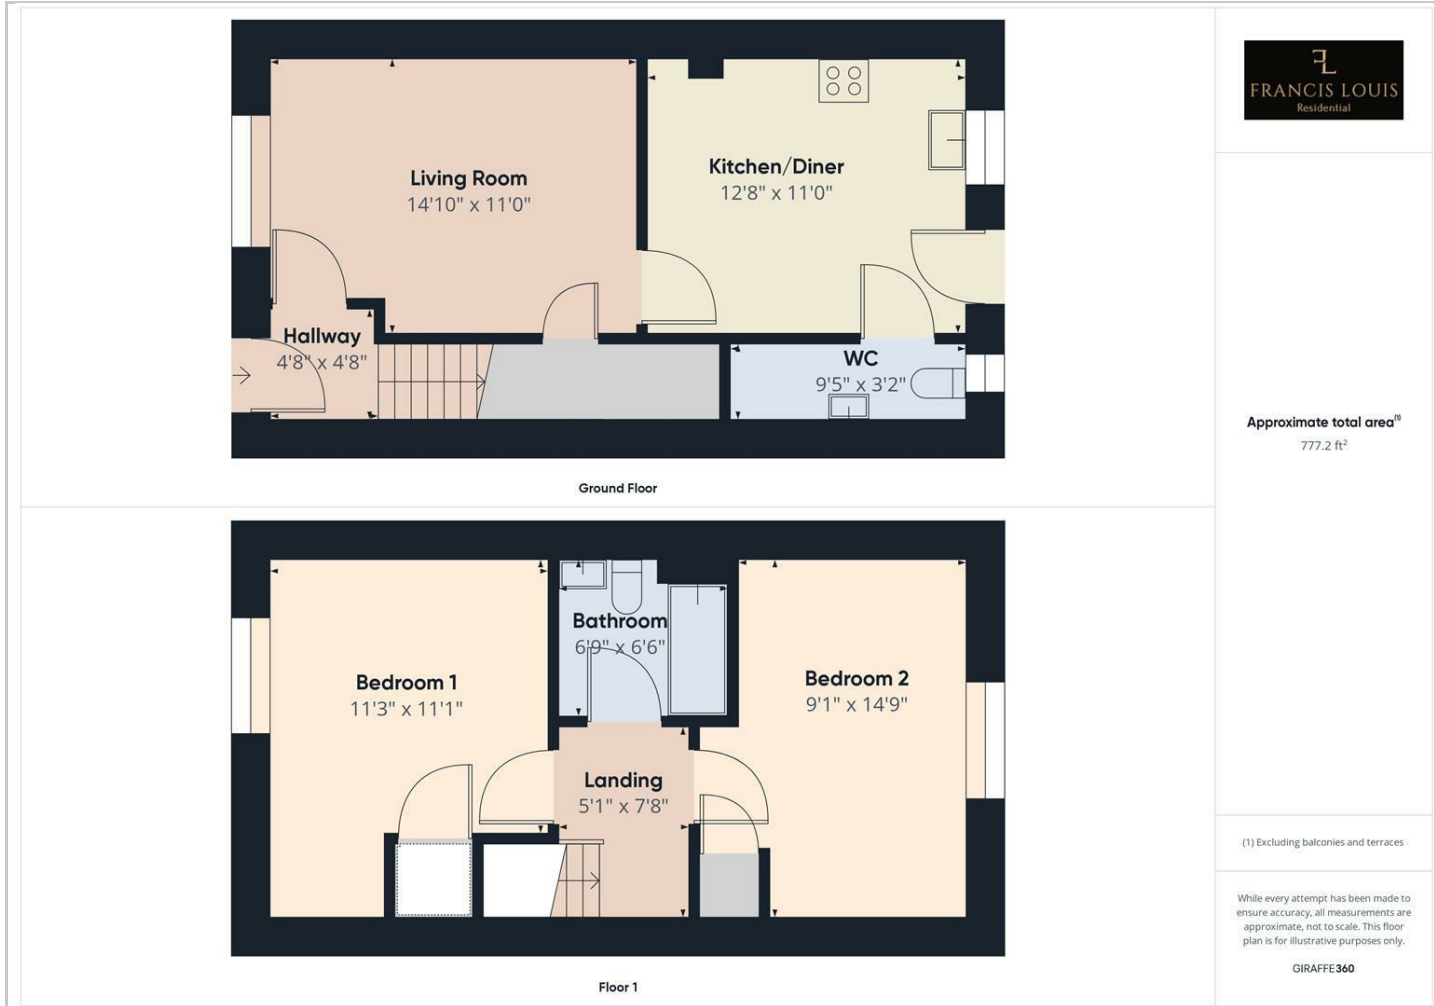 Living Room
14'10" x 11'0"
Kitchen/Diner
12'8" x 11'0"
Hallway
4'8" x 4'8"
WC
9'5" x 3'2"
Ground Floor
Bedroom 1
11'3" x 11'1"
Bathroom
6'9" x 6'6"
Bedroom 2
9'1" x 14'9"
Landing
5'1" x 7'8"
Floor 1
FL
FRANCIS LOUIS
Residential
Approximate total area(1)
777.2 ft²
(1) Excluding balconies and terraces
While every attempt has been made to
ensure accuracy, all measurements are
approximate, not to scale. This floor
plan is for illustrative purposes only.
GIRAFFE360